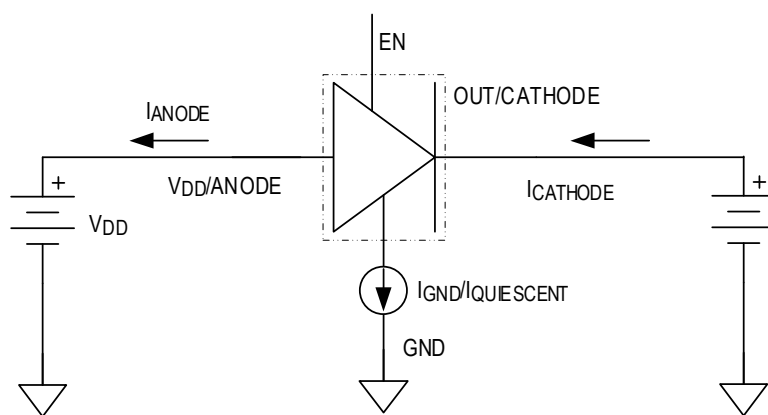 EN
OUT/CATHODE
IANODE
+
VDD/ANODE
ICATHODE
+
VDD
IGND/IQUIESCENT
GND